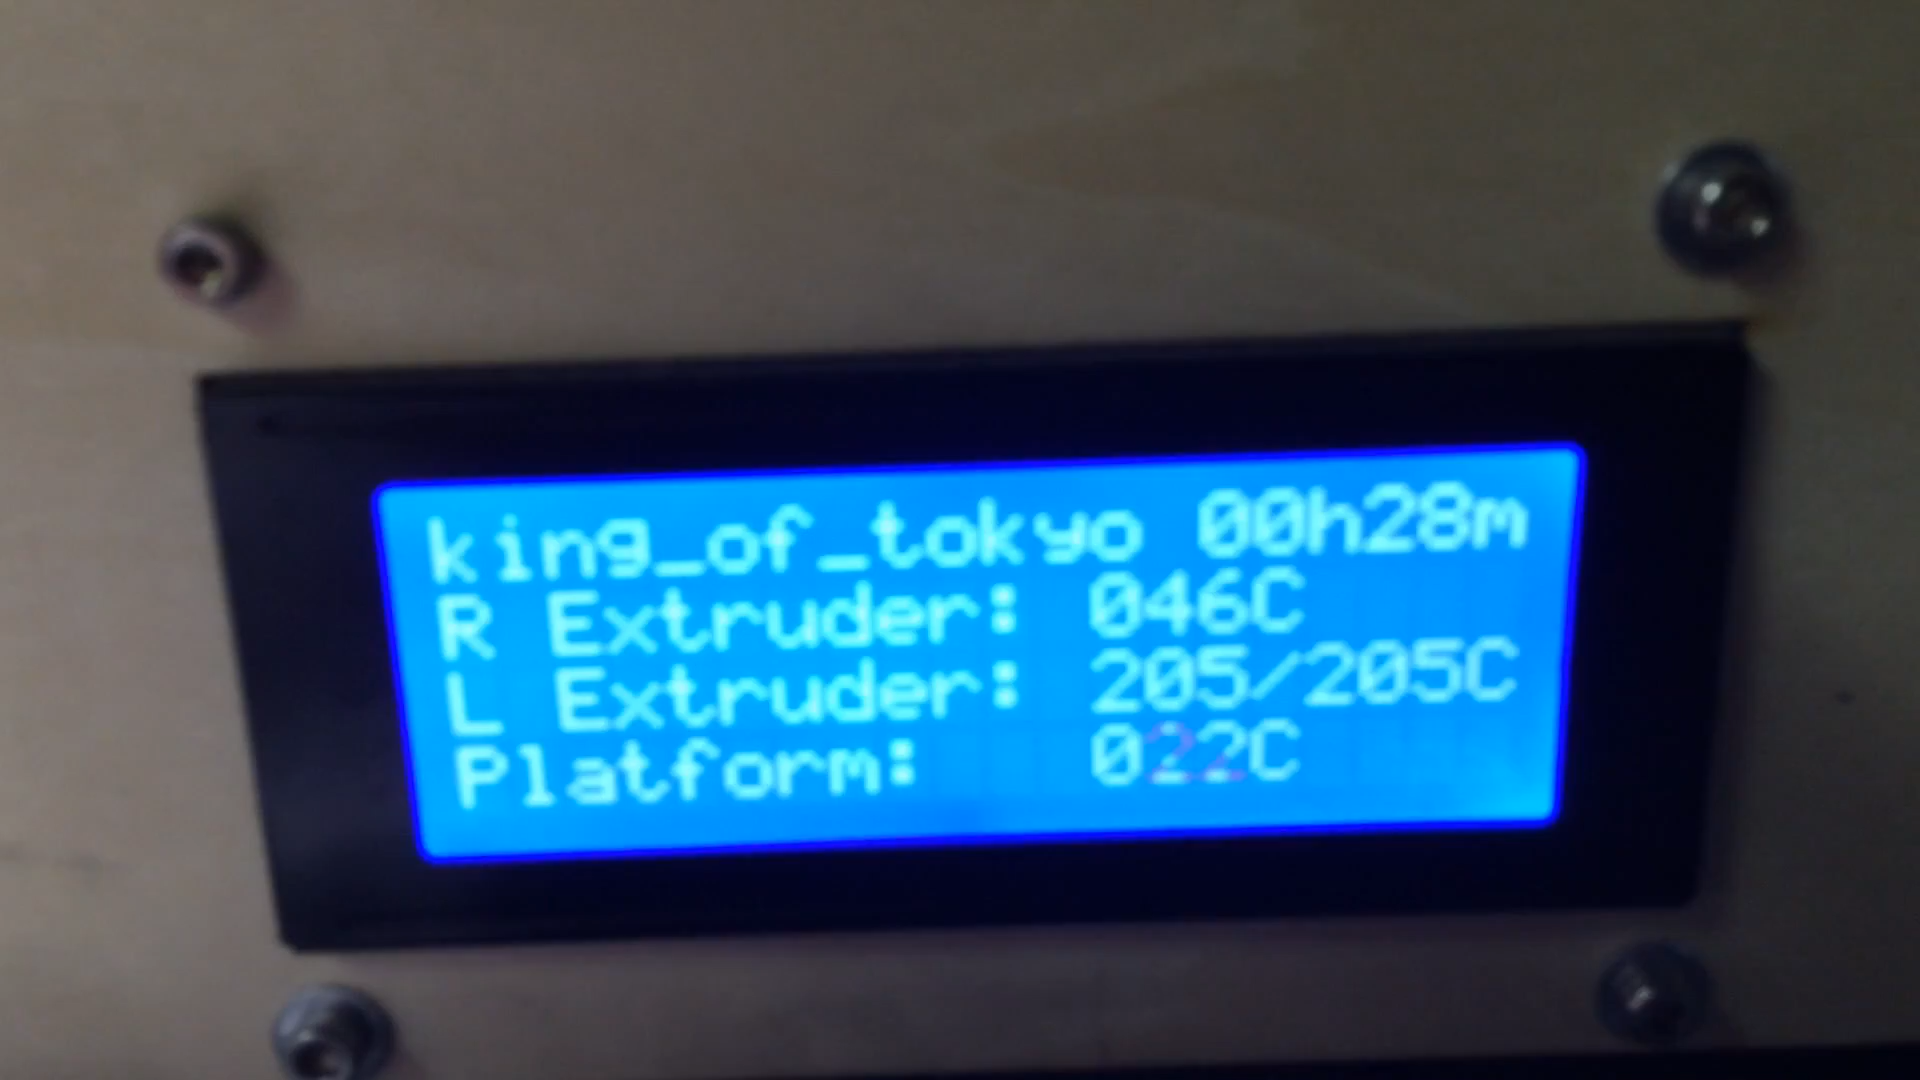 king_of_tokyo 00h28m
R Extruder: 046C
L Extruder: 205/205C
Platform: 022C